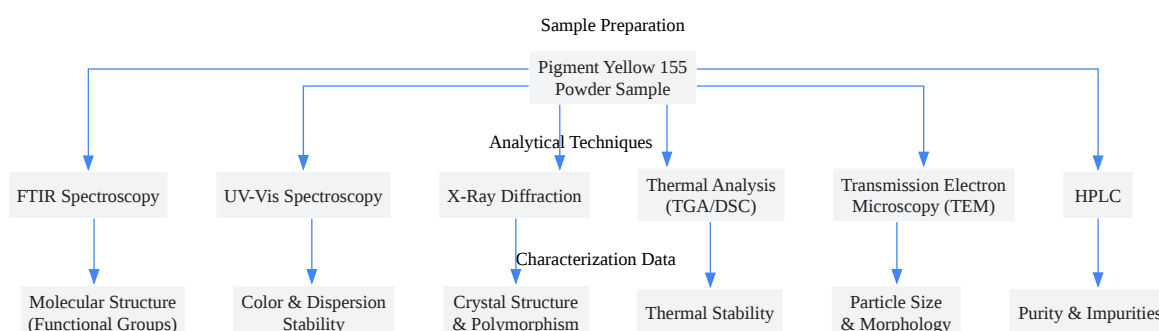 Sample Preparation
Pigment Yellow 155
Powder Sample
Analytical Techniques
FTIR Spectroscopy
UV-Vis Spectroscopy
X-Ray Diffraction
Thermal Analysis
(TGA/DSC)
Transmission Electron
Microscopy (TEM)
HPLC
Characterization Data
Molecular Structure
(Functional Groups)
Color & Dispersion
Stability
Crystal Structure
& Polymorphism
Thermal Stability
Particle Size
& Morphology
Purity & Impurities